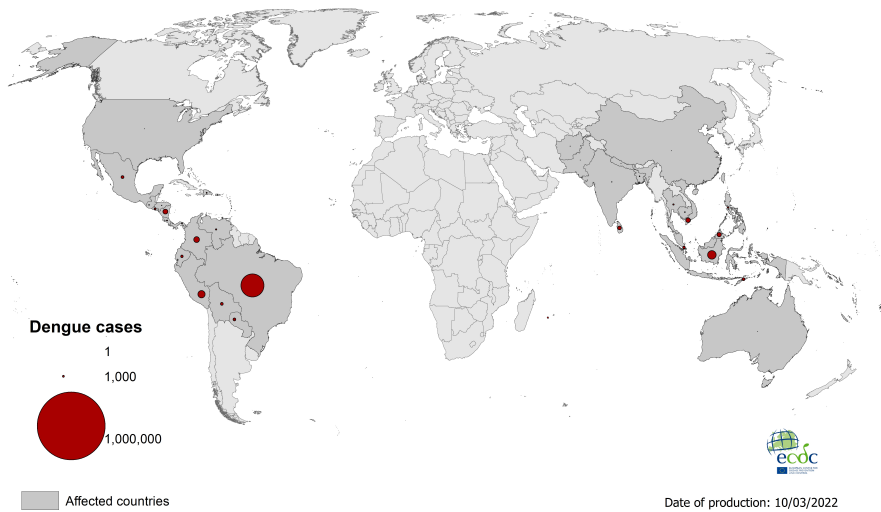 Dengue cases
1
1,000
1,000,000
ecdc
Affected countries
Date of production: 10/03/2022